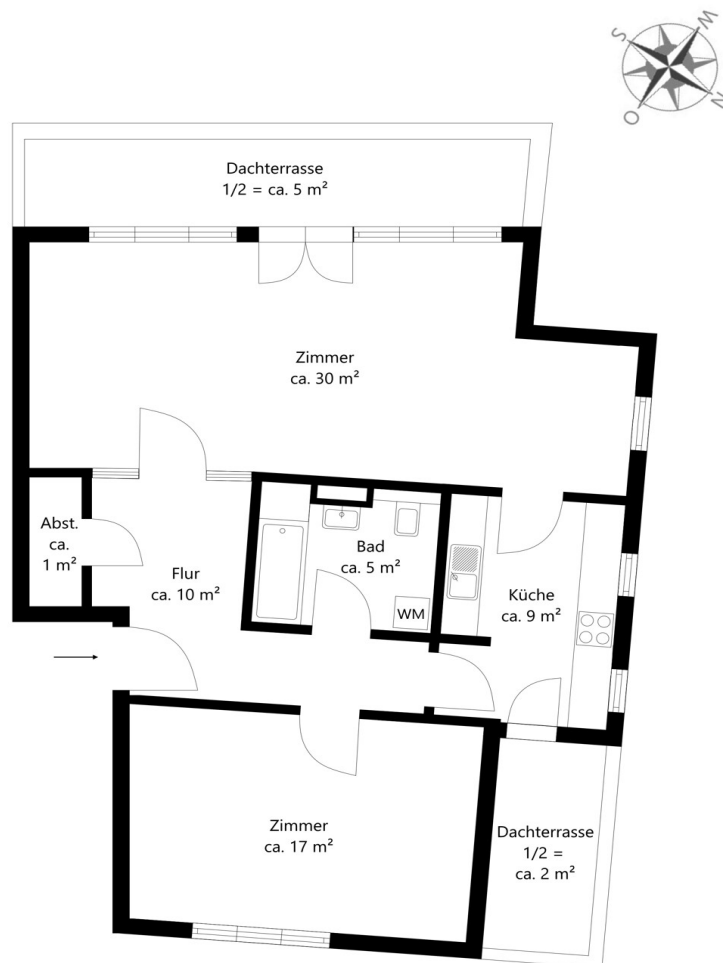 S
W
O
N
Dachterrasse
1/2 = ca. 5 m²
Zimmer
ca. 30 m²
Abst.
ca.
1 m²
Flur
ca. 10 m²
Bad
ca. 5 m²
WM
Küche
ca. 9 m²
Zimmer
ca. 17 m²
Dachterrasse
1/2 =
ca. 2 m²